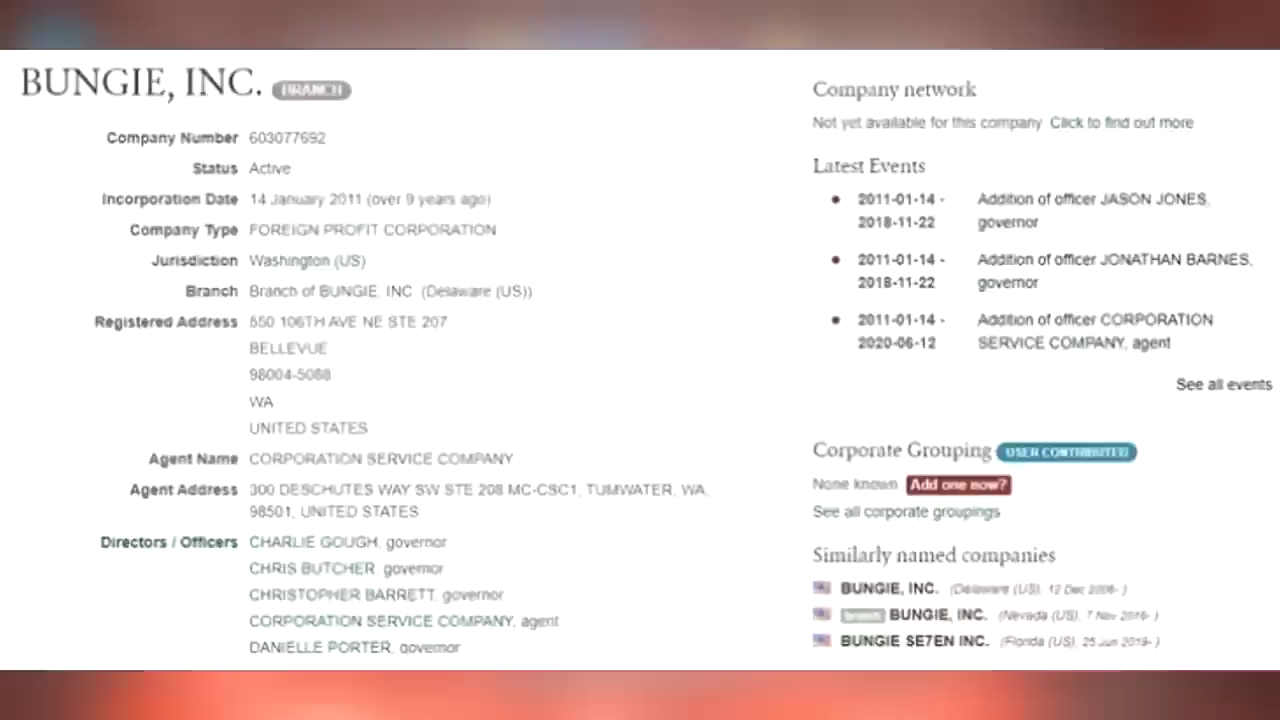 BUNGIE, INC. BRANCH
Company Number 603077692
Status Active
Incorporation Date 14 January 2011 (over 9 years ago)
Company Type FOREIGN PROFIT CORPORATION
Jurisdiction Washington (US)
Branch Branch of BUNGIE, INC. (Delaware (US))
Registered Address 550 106TH AVE NE STE 207
BELLEVUE
98004-5088
WA
UNITED STATES
Agent Name CORPORATION SERVICE COMPANY
Agent Address 300 DESCHUTES WAY SW STE 208 MC-CSC1, TUMWATER, WA,
98501, UNITED STATES
Directors / Officers CHARLIE GOUGH, governor
CHRIS BUTCHER, governor
CHRISTOPHER BARRETT, governor
CORPORATION SERVICE COMPANY, agent
DANIELLE PORTER, governor
Company network
Not yet available for this company. Click to find out more
Latest Events
2011-01-14 - Addition of officer JASON JONES,
2018-11-22 governor
2011-01-14 - Addition of officer JONATHAN BARNES,
2018-11-22 governor
2011-01-14 - Addition of officer CORPORATION
2020-06-12 SERVICE COMPANY, agent
See all events
Corporate Grouping USER CONTRIBUTED
None known. Add one now?
See all corporate groupings
Similarly named companies
BUNGIE, INC. (Delaware (US), 12 Dec 2006- )
BUNGIE, INC. (Nevada (US), 7 Nov 2016- )
BUNGIE SE7EN INC. (Florida (US), 25 Jun 2019- )